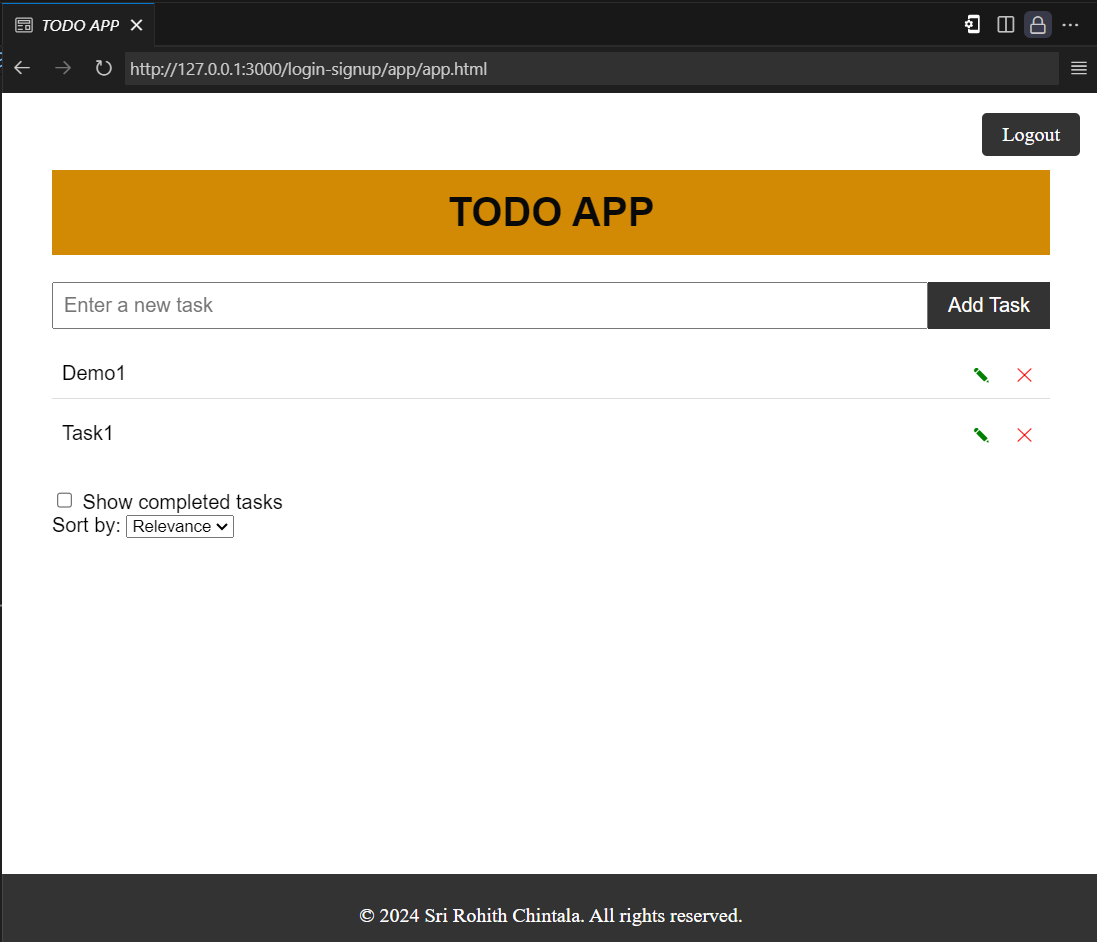 TODO APP
http://127.0.0.1:3000/login-signup/app/app.html
Logout
TODO APP
Enter a new task
Add Task
Demo1
Task1
Show completed tasks
Sort by: Relevance
© 2024 Sri Rohith Chintala. All rights reserved.